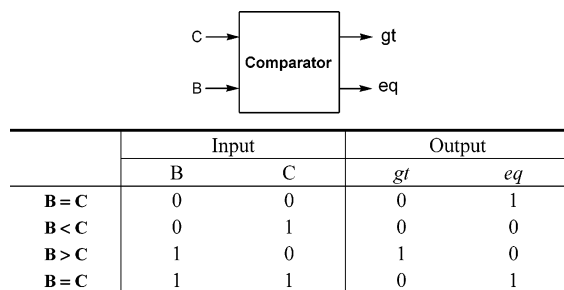 C gt
Comparator
B eq
Input Output
B C gt eq
B = C 0 0 0 1
B < C 0 1 0 0
B > C 1 0 1 0
B = C 1 1 0 1